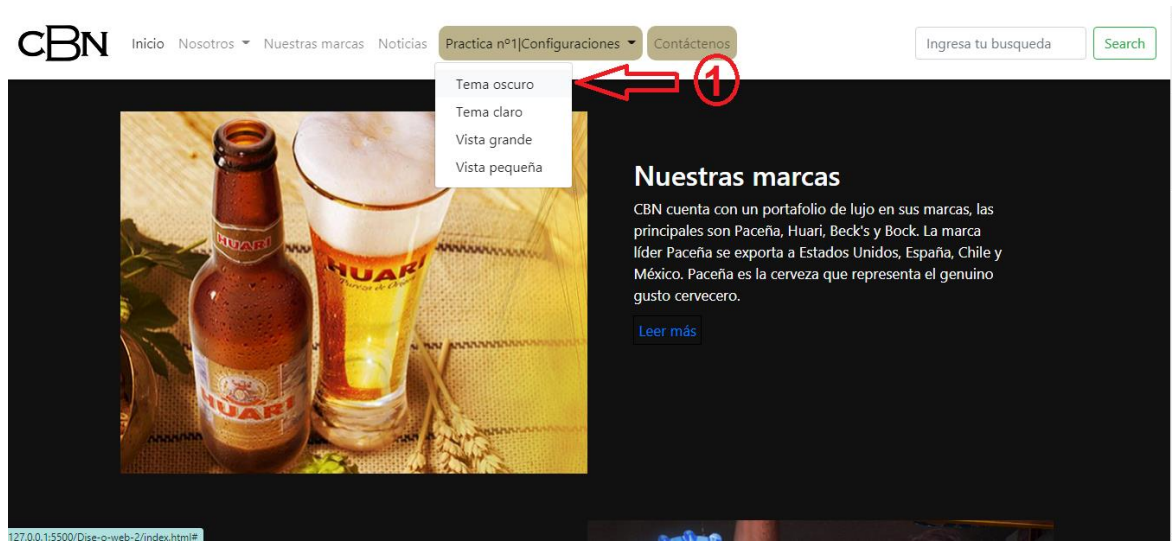 CBN Inicio Nosotros Nuestras marcas Noticias Practica nº1|Configuraciones Contáctenos Ingresa tu busqueda Search
Tema oscuro
1
Tema claro
Vista grande
Vista pequeña
HUARI
HUARI
Pureza de Origen
HUARI
Nuestras marcas
CBN cuenta con un portafolio de lujo en sus marcas, las
principales son Paceña, Huari, Beck's y Bock. La marca
líder Paceña se exporta a Estados Unidos, España, Chile y
México. Paceña es la cerveza que representa el genuino
gusto cervecero.
Leer más
127.0.0.1:5500/Dise-o-web-2/index.html#